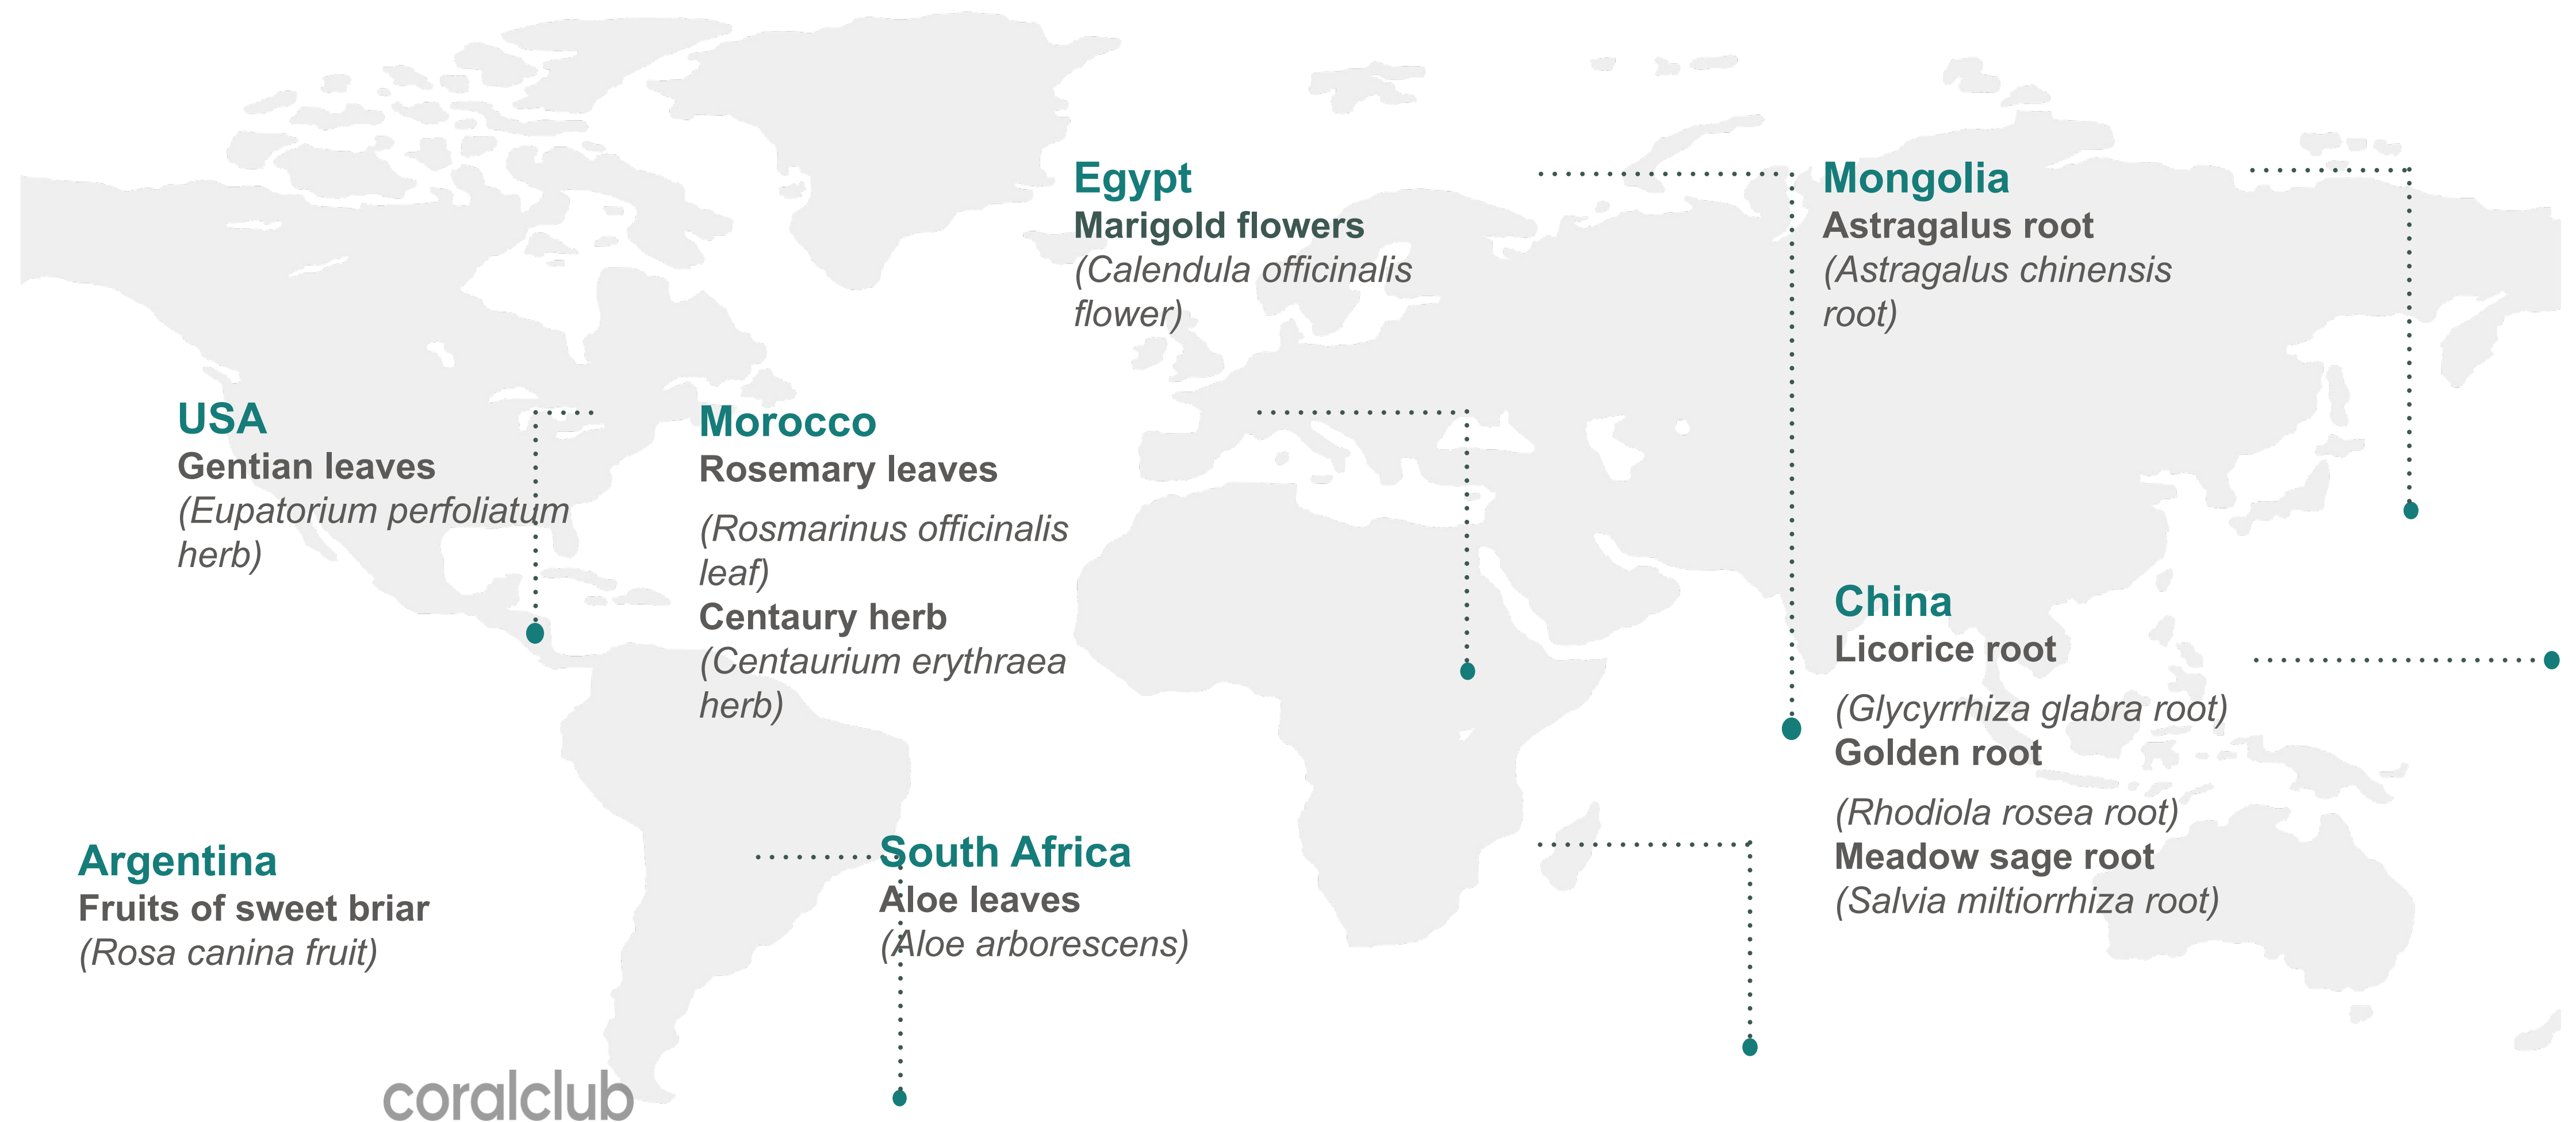 Egypt
Marigold flowers
(Calendula officinalis
flower)
Mongolia
Astragalus root
(Astragalus chinensis
root)
USA
Gentian leaves
(Eupatorium perfoliatum
herb)
Morocco
Rosemary leaves
(Rosmarinus officinalis
leaf)
Centaury herb
(Centaurium erythraea
herb)
China
Licorice root
(Glycyrrhiza glabra root)
Golden root
(Rhodiola rosea root)
Meadow sage root
(Salvia miltiorrhiza root)
Argentina
Fruits of sweet briar
(Rosa canina fruit)
South Africa
Aloe leaves
(Aloe arborescens)
coralclub